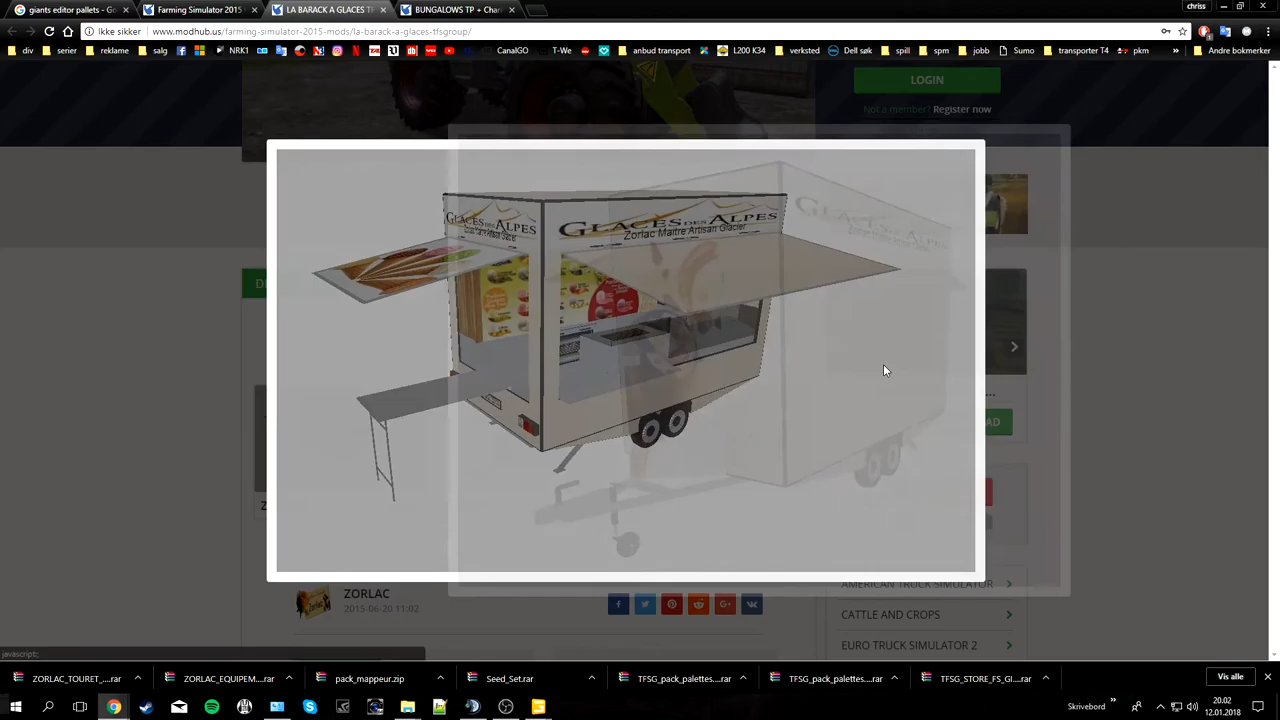 giants editor pallets - Go
Farming Simulator 2015
LA BARACK A GLACES TF
BUNGALOWS TP + Char
chriss
Ikke sikker
www.modhub.us/farming-simulator-2015-mods/la-barack-a-glaces-tfsgroup/
div
serier
reklame
salg
NRK1
CanalGO
T-We
anbud transport
L200 K34
verksted
Dell søk
spill
spm
jobb
Sumo
transporter T4
pkm
Andre bokmerker
LOGIN
Not a member? Register now
GLACES DES ALPES
GLACES DES ALPES
Zorlac Maitre Artisan Glacier
DE
AD
Z
ZORLAC
2015-06-20 11:02
AMERICAN TRUCK SIMULATOR
CATTLE AND CROPS
EURO TRUCK SIMULATOR 2
javascript:;
ZORLAC_TOURET_....rar
ZORLAC_EQUIPEM....rar
pack_mappeur.zip
Seed_Set.rar
TFSG_pack_palettes....rar
TFSG_pack_palettes....rar
TFSG_STORE_FS_GI....rar
Vis alle
Skrivebord
20.02
12.01.2018